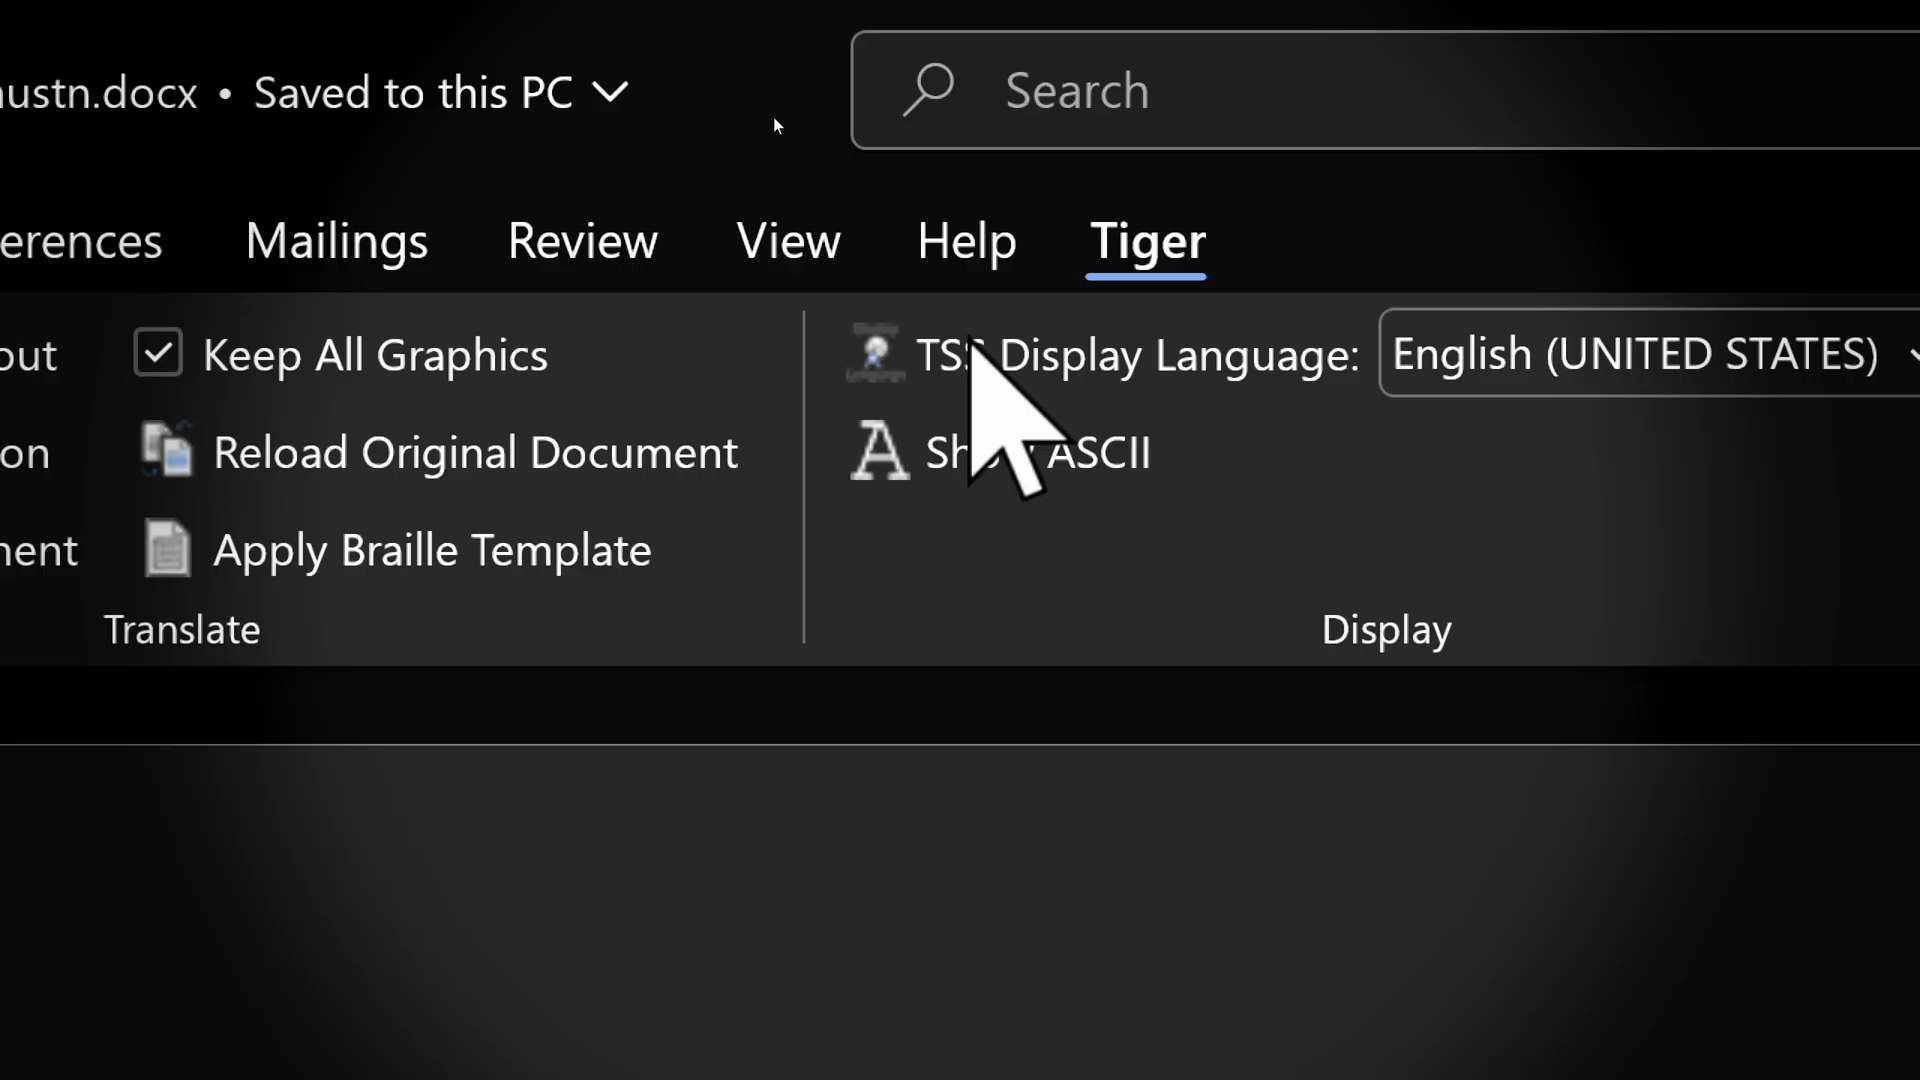 ustn.docx • Saved to this PC
Search
erences Mailings Review View Help Tiger
out Keep All Graphics Display Language: English (UNITED STATES)
on Reload Original Document ASCII
nent Apply Braille Template
Translate Display